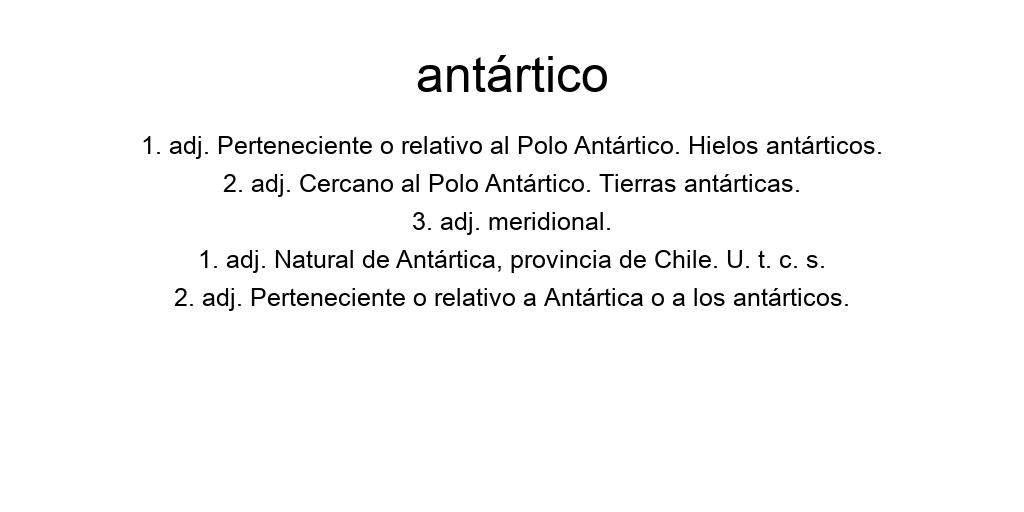 antártico
1. adj. Perteneciente o relativo al Polo Antártico. Hielos antárticos.
2. adj. Cercano al Polo Antártico. Tierras antárticas.
3. adj. meridional.
1. adj. Natural de Antártica, provincia de Chile. U. t. c. s.
2. adj. Perteneciente o relativo a Antártica o a los antárticos.